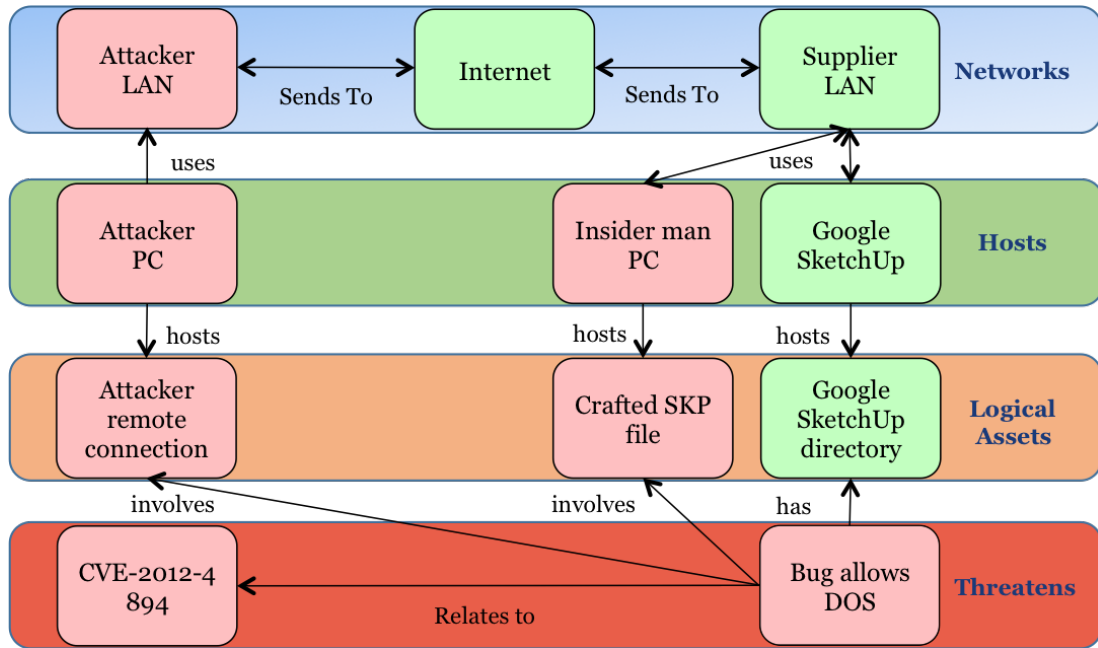 Attacker
LAN
Sends To
Internet
Sends To
Supplier
LAN
Networks
uses
uses
Attacker
PC
Insider man
PC
Google
SketchUp
Hosts
hosts
hosts
hosts
Attacker
remote
connection
Crafted SKP
file
Google
SketchUp
directory
Logical
Assets
involves
involves
has
CVE-2012-4
894
Relates to
Bug allows
DOS
Threatens